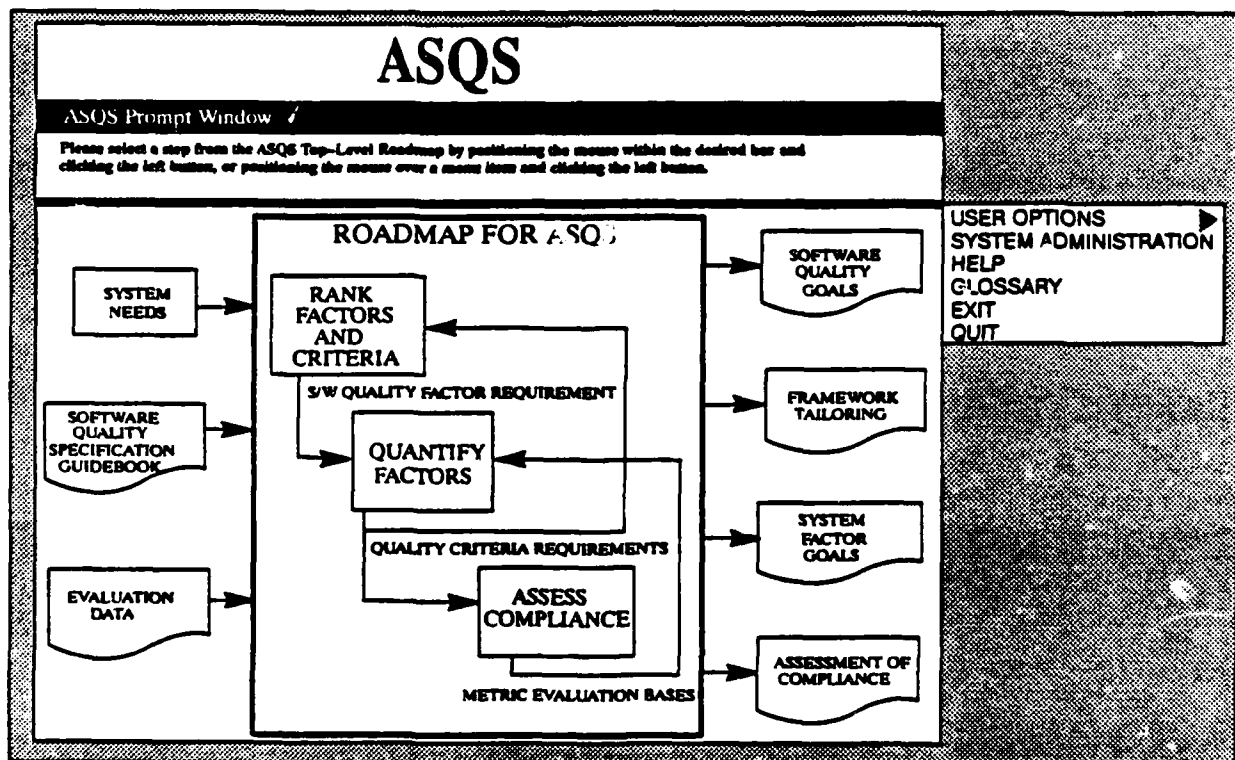 ASQS
ASQS Prompt Window
Please select a step from the ASQS Top-Level Roadmap by positioning the mouse within the desired bar and
clicking the left button, or positioning the mouse over a menu item and clicking the left button.
ROADMAP FOR ASQS
SYSTEM
NEEDS
SOFTWARE
QUALITY
SPECIFICATION
GUIDEBOOK
EVALUATION
DATA
RANK
FACTORS
AND
CRITERIA
S/W QUALITY FACTOR REQUIREMENT
QUANTIFY
FACTORS
QUALITY CRITERIA REQUIREMENTS
ASSESS
COMPLIANCE
METRIC EVALUATION BASES
SOFTWARE
QUALITY
GOALS
FRAMEWORK
TAILORING
SYSTEM
FACTOR
GOALS
ASSESSMENT OF
COMPLIANCE
USER OPTIONS
SYSTEM ADMINISTRATION
HELP
GLOSSARY
EXIT
QUIT